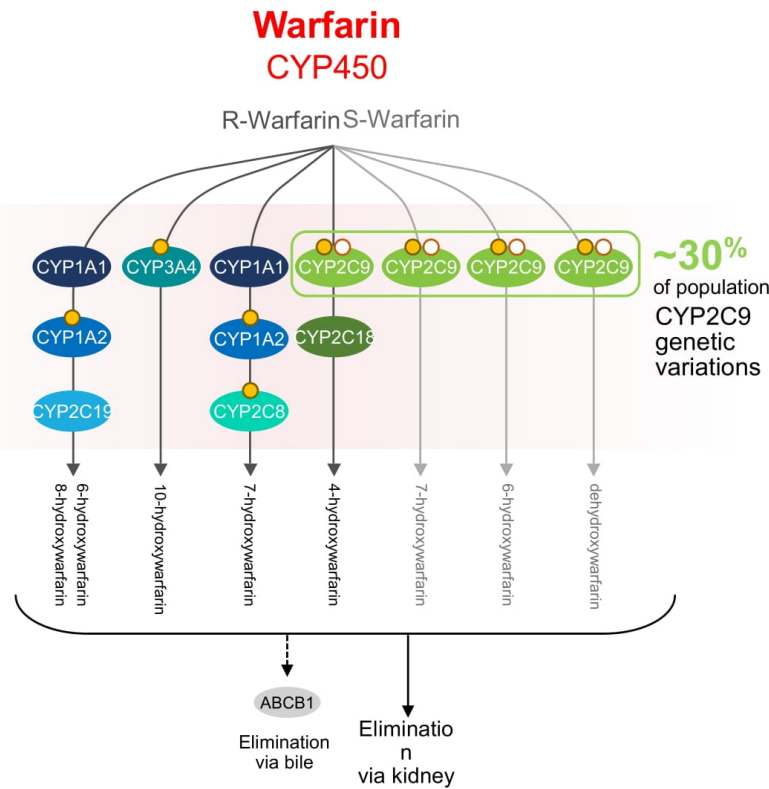 Warfarin
CYP450
R-Warfarin S-Warfarin
CYP1A1
CYP3A4
CYP1A1
CYP2C9
CYP2C9
CYP2C9
CYP2C9
~30%
of population
CYP2C9
genetic
variations
CYP1A2
CYP1A2
CYP2C18
CYP2C19
CYP2C8
6-hydroxywarfarin
8-hydroxywarfarin
10-hydroxywarfarin
7-hydroxywarfarin
4-hydroxywarfarin
7-hydroxywarfarin
6-hydroxywarfarin
dehydroxywarfarin
ABCB1
Elimination
via bile
Eliminatio
n
via kidney